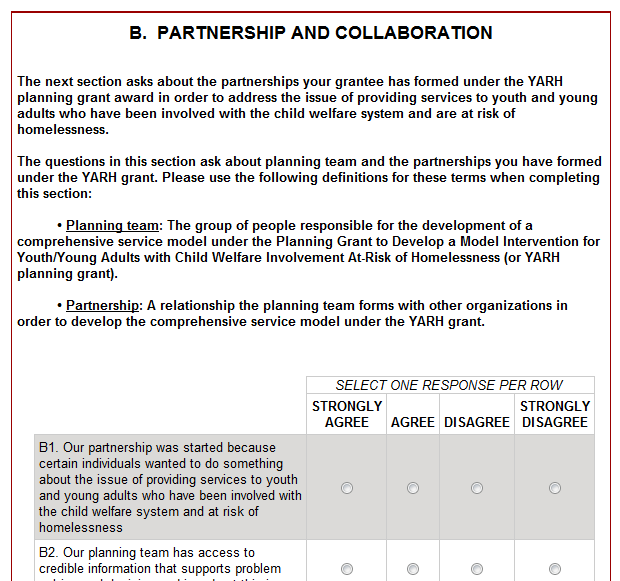 B. PARTNERSHIP AND COLLABORATION
The next section asks about the partnerships your grantee has formed under the YARH
planning grant award in order to address the issue of providing services to youth and young
adults who have been involved with the child welfare system and are at risk of
homelessness.
The questions in this section ask about planning team and the partnerships you have formed
under the YARH grant. Please use the following definitions for these terms when completing
this section:
• Planning team: The group of people responsible for the development of a
comprehensive service model under the Planning Grant to Develop a Model Intervention for
Youth/Young Adults with Child Welfare Involvement At-Risk of Homelessness (or YARH
planning grant).
• Partnership: A relationship the planning team forms with other organizations in
order to develop the comprehensive service model under the YARH grant.
SELECT ONE RESPONSE PER ROW
STRONGLY AGREE
AGREE
DISAGREE
STRONGLY DISAGREE
B1. Our partnership was started because
certain individuals wanted to do something
about the issue of providing services to youth
and young adults who have been involved with
the child welfare system and at risk of
homelessness
B2. Our planning team has access to
credible information that supports problem